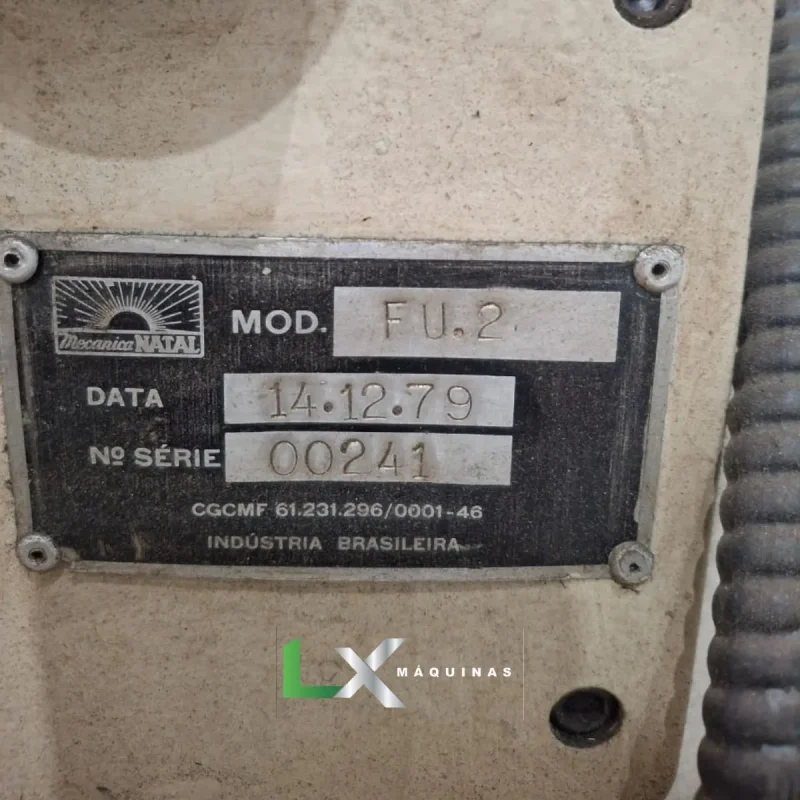 Mecanica NATAL
MOD. FU.2
DATA 14.12.79
Nº SÉRIE 00241
CGCMF 61.231.296/0001-46
INDÚSTRIA BRASILEIRA
LX MÁQUINAS